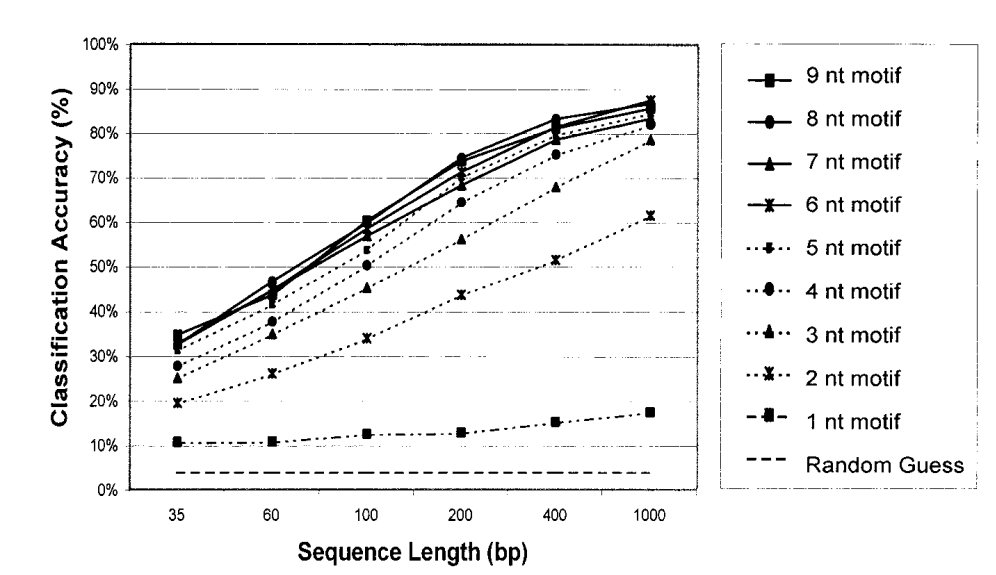 100%
90%
80%
70%
60%
50%
40%
30%
20%
10%
0%
Classification Accuracy (%)
35 60 100 200 400 1000
Sequence Length (bp)
9 nt motif
8 nt motif
7 nt motif
6 nt motif
5 nt motif
4 nt motif
3 nt motif
2 nt motif
1 nt motif
Random Guess